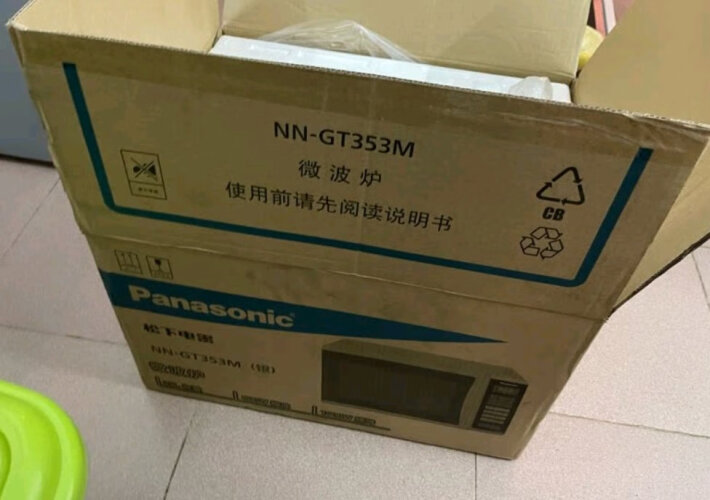 NN-GT353M
微波炉
使用前请先阅读说明书
CB
Panasonic
松下电器
NN-GT353M (银)